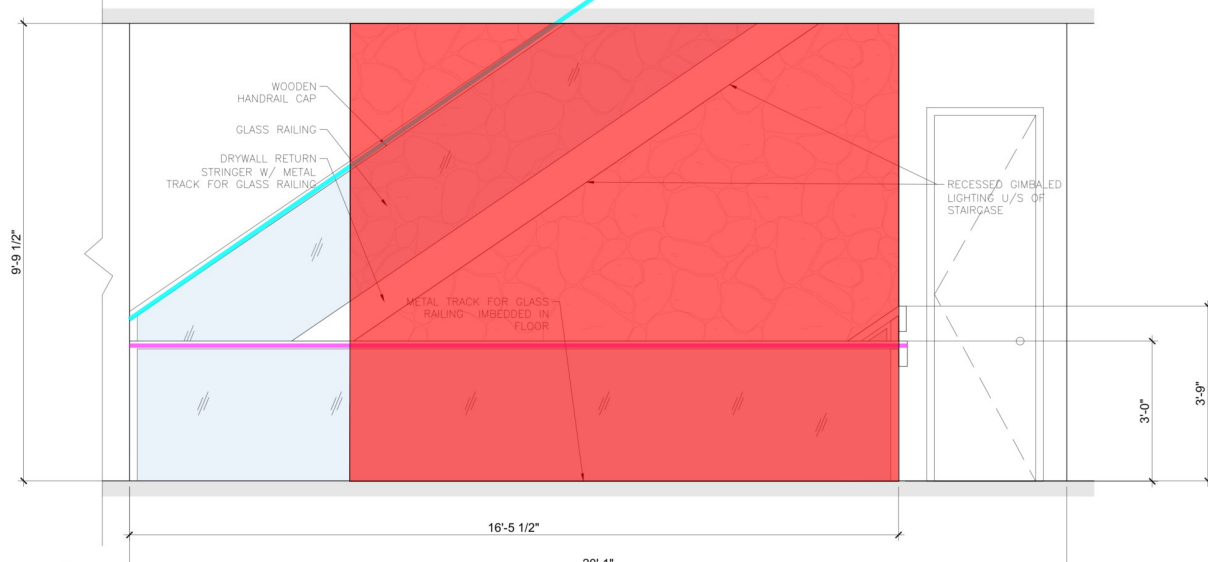 WOODEN
HANDRAIL CAP
GLASS RAILING
DRYWALL RETURN
STRINGER W/ METAL
TRACK FOR GLASS RAILING
RECESSED GIMBALED
LIGHTING U/S OF
STAIRCASE
METAL TRACK FOR GLASS
RAILING IMBEDDED IN
FLOOR
9'-9 1/2"
3'-0"
3'-9"
16'-5 1/2"